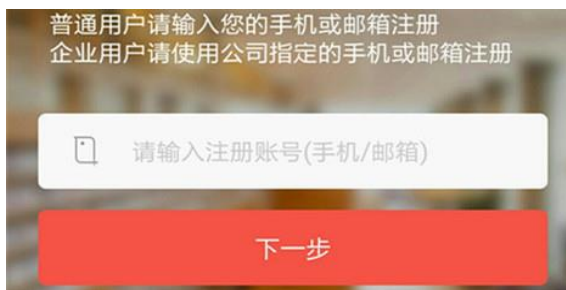 普通用户请输入您的手机或邮箱注册
企业用户请使用公司指定的手机或邮箱注册
请输入注册账号(手机/邮箱)
下一步